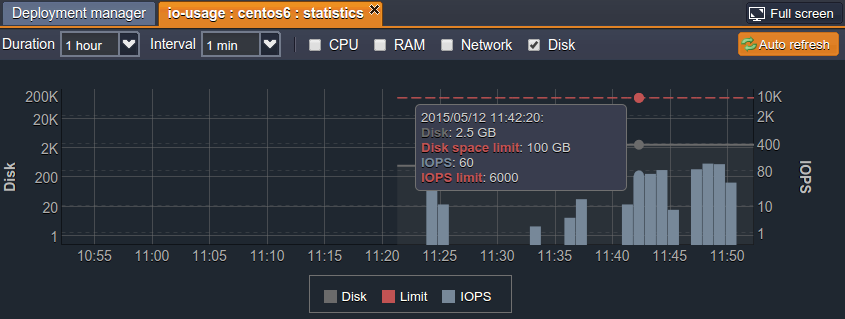 Deployment manager io-usage : centos6 : statistics Full screen
Duration 1 hour Interval 1 min CPU RAM Network Disk Auto refresh
200K 10K
20K 2K
2K 400
200 80
20 10
1 1
Disk
IOPS
2015/05/12 11:42:20:
Disk: 2.5 GB
Disk space limit: 100 GB
IOPS: 60
IOPS limit: 6000
10:55 11:00 11:05 11:10 11:15 11:20 11:25 11:30 11:35 11:40 11:45 11:50
Disk Limit IOPS